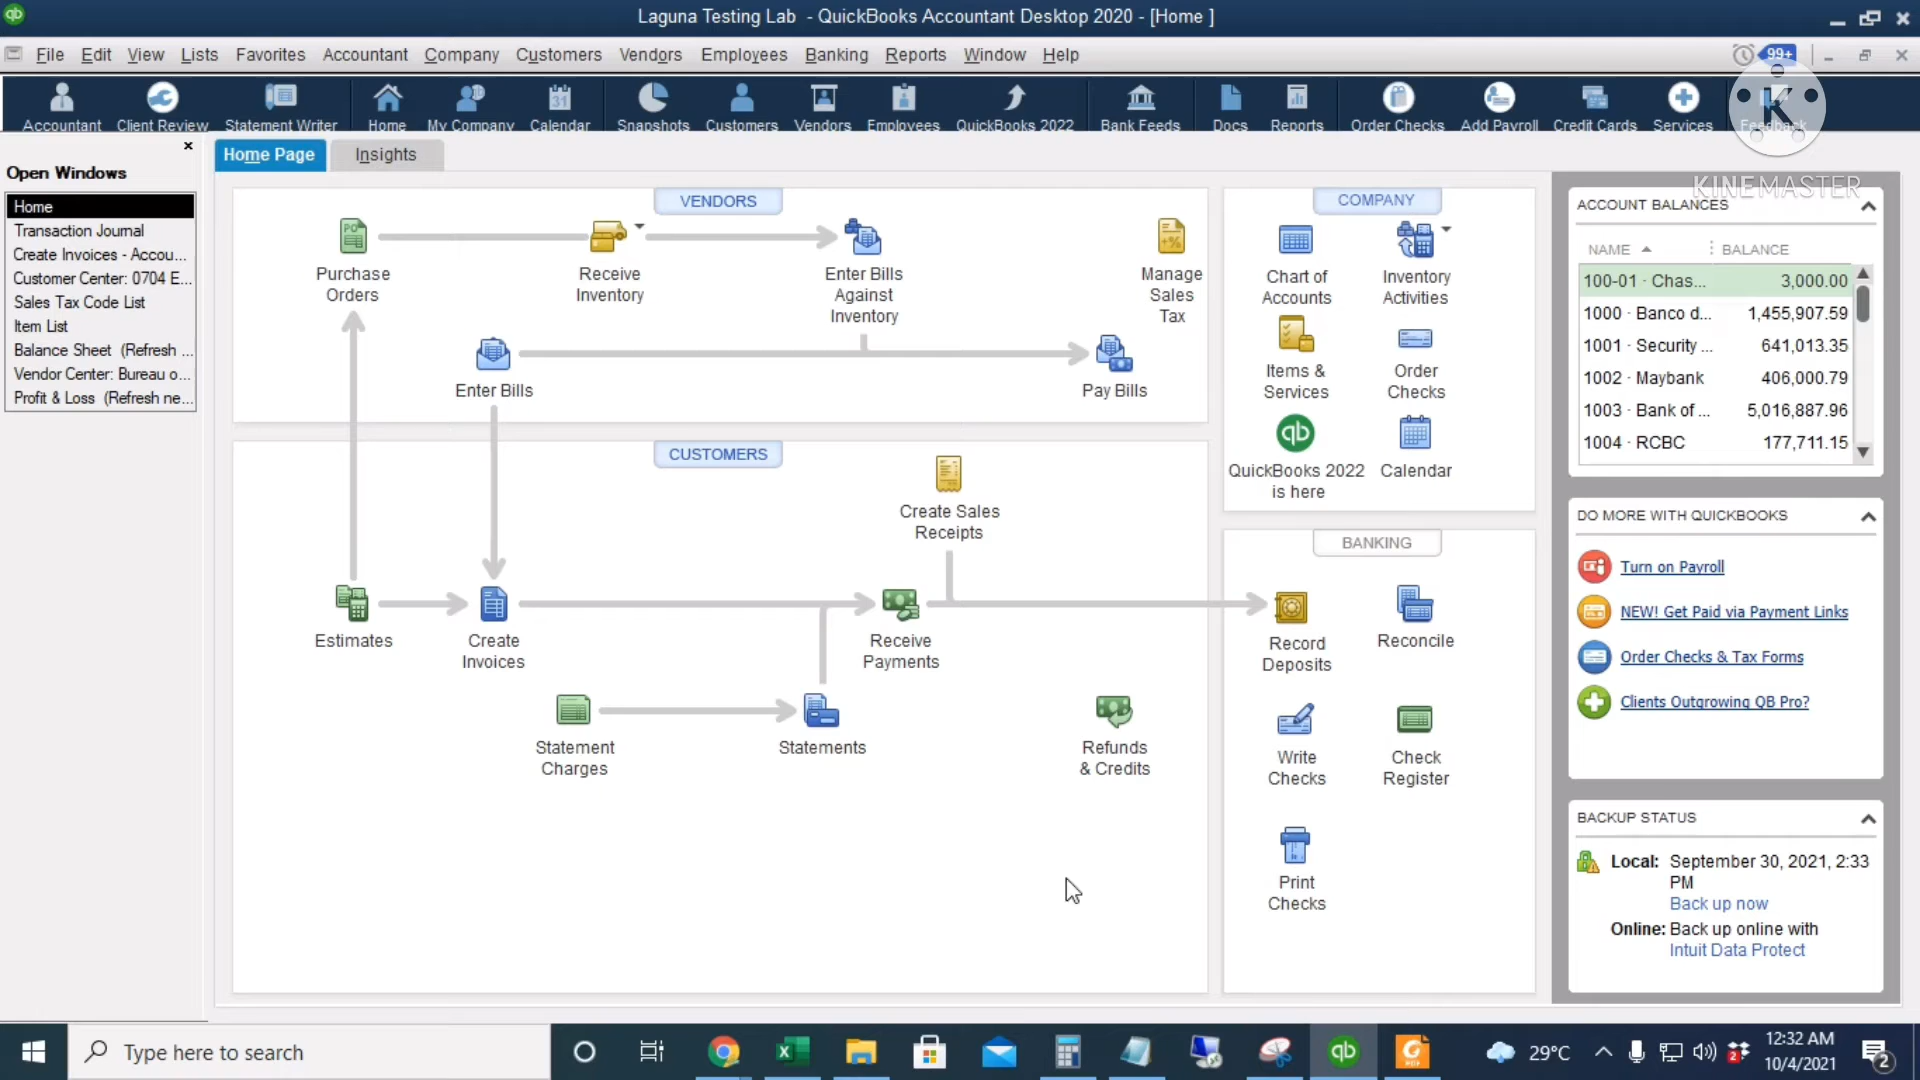 Laguna Testing Lab - QuickBooks Accountant Desktop 2020 - [Home ]
File Edit View Lists Favorites Accountant Company Customers Vendors Employees Banking Reports Window Help
99+
Accountant Client Review Statement Writer Home My Company Calendar Snapshots Customers Vendors Employees QuickBooks 2022 Bank Feeds Docs Reports Order Checks Add Payroll Credit Cards Services Feedback
K
KINEMASTER
Open Windows
Home
Transaction Journal
Create Invoices - Accou...
Customer Center: 0704 E...
Sales Tax Code List
Item List
Balance Sheet (Refresh ...
Vendor Center: Bureau o...
Profit & Loss (Refresh ne...
Home Page Insights
VENDORS
Purchase
Orders
Receive
Inventory
Enter Bills
Against
Inventory
Manage
Sales
Tax
Enter Bills
Pay Bills
CUSTOMERS
Create Sales
Receipts
Estimates
Create
Invoices
Receive
Payments
Statement
Charges
Statements
Refunds
& Credits
COMPANY
Chart of
Accounts
Inventory
Activities
Items &
Services
Order
Checks
QuickBooks 2022
is here
Calendar
BANKING
Record
Deposits
Reconcile
Write
Checks
Check
Register
Print
Checks
ACCOUNT BALANCES
NAME BALANCE
100-01 · Chas... 3,000.00
1000 · Banco d... 1,455,907.59
1001 · Security ... 641,013.35
1002 · Maybank 406,000.79
1003 · Bank of ... 5,016,887.96
1004 · RCBC 177,711.15
DO MORE WITH QUICKBOOKS
Turn on Payroll
NEW! Get Paid via Payment Links
Order Checks & Tax Forms
Clients Outgrowing QB Pro?
BACKUP STATUS
Local: September 30, 2021, 2:33
PM
Back up now
Online: Back up online with
Intuit Data Protect
Type here to search
29°C
12:32 AM
10/4/2021
2